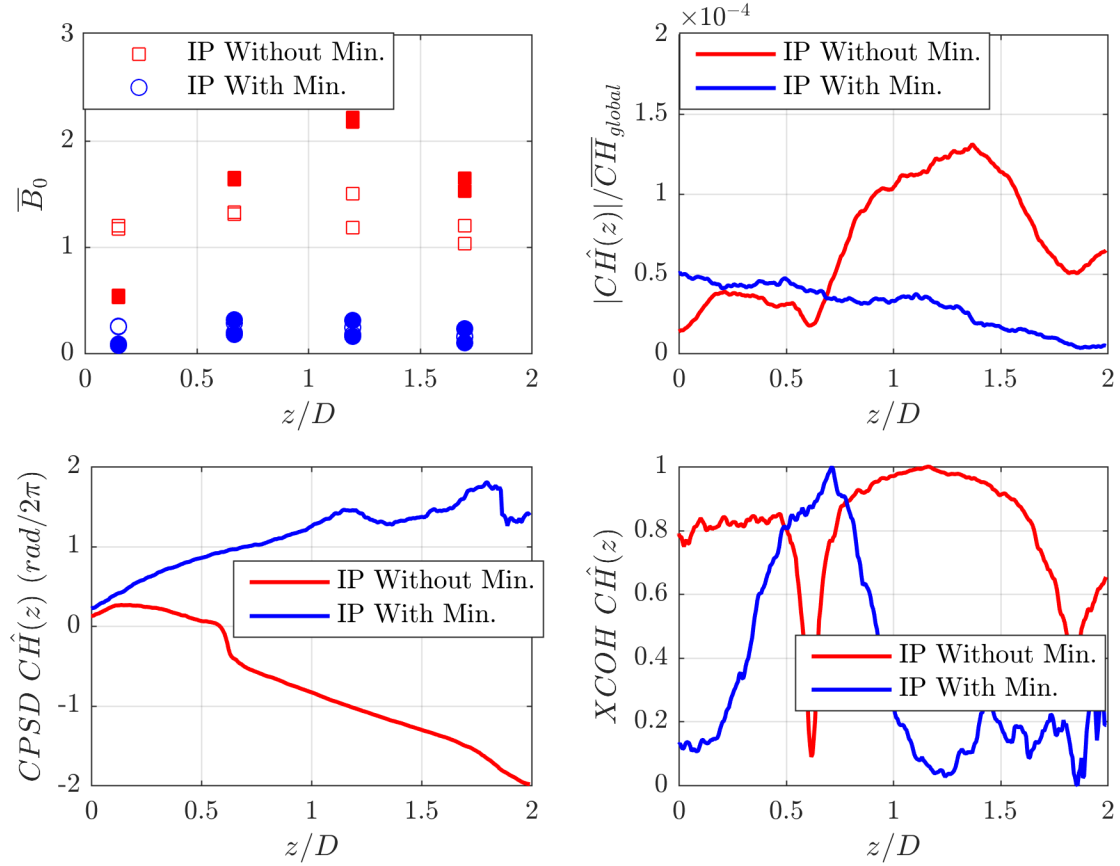 3
2
1
0
IP Without Min.
IP With Min.
0
0.5
1
1.5
2
z/D
B̅₀
×10⁻⁴
2
1.5
1
0.5
0
IP Without Min.
IP With Min.
0
0.5
1
1.5
2
z/D
|CĤ(z)|/C̅H̅_global
2
1
0
-1
-2
IP Without Min.
IP With Min.
0
0.5
1
1.5
2
z/D
CPSD CĤ(z) (rad/2π)
1
0.8
0.6
0.4
0.2
0
IP Without Min.
IP With Min.
0
0.5
1
1.5
2
z/D
XCOH CĤ(z)